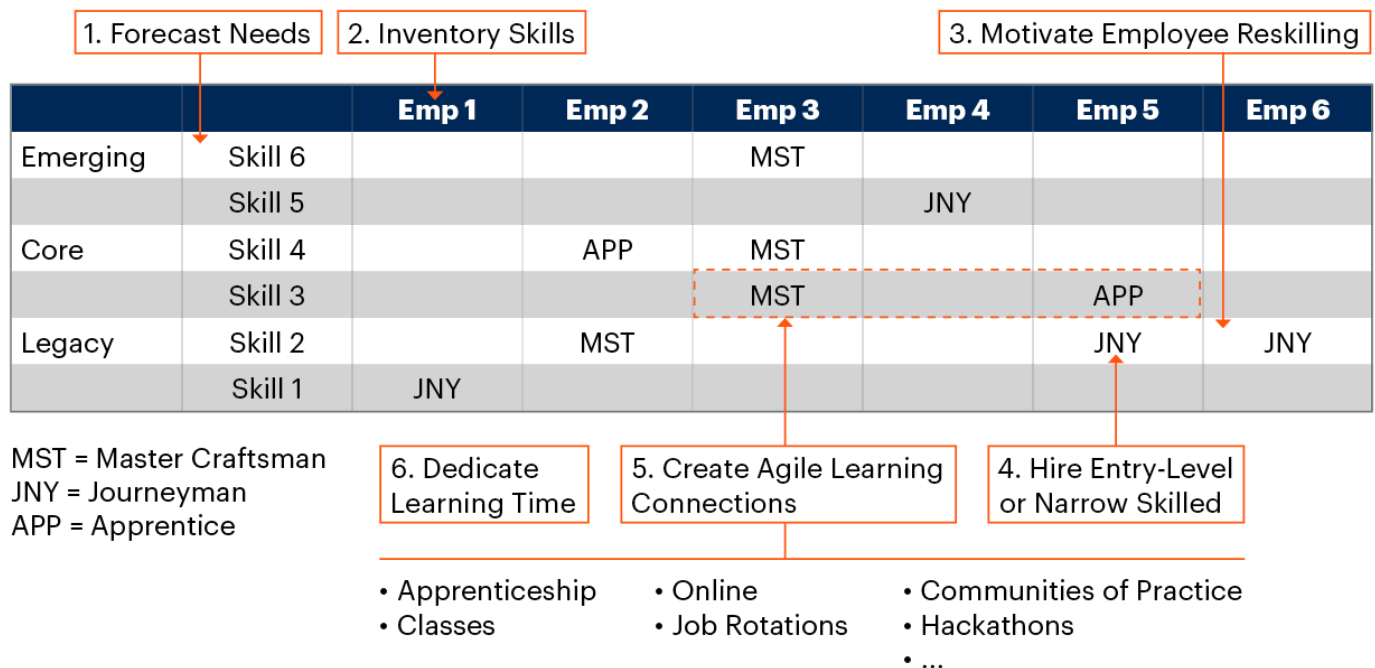 1. Forecast Needs 2. Inventory Skills 3. Motivate Employee Reskilling
Emp 1 Emp 2 Emp 3 Emp 4 Emp 5 Emp 6
Emerging Skill 6 MST
Skill 5 JNY
Core Skill 4 APP MST
Skill 3 MST APP
Legacy Skill 2 MST JNY JNY
Skill 1 JNY
MST = Master Craftsman
JNY = Journeyman
APP = Apprentice
6. Dedicate
Learning Time
5. Create Agile Learning
Connections
4. Hire Entry-Level
or Narrow Skilled
• Apprenticeship
• Classes
• Online
• Job Rotations
• Communities of Practice
• Hackathons
• ...